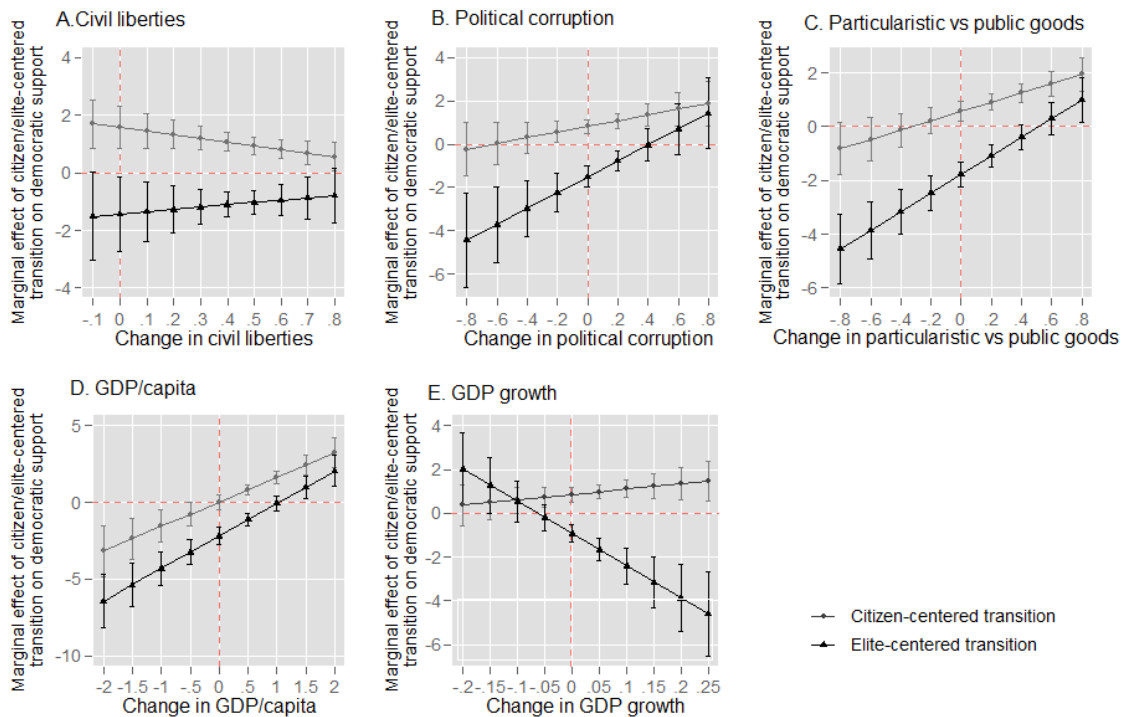 A.Civil liberties
Marginal effect of citizen/elite-centered
transition on democratic support
4
2
0
-2
-4
-.1 0 .1 .2 .3 .4 .5 .6 .7 .8
Change in civil liberties
B. Political corruption
Marginal effect of citizen/elite-centered
transition on democratic support
4
2
0
-2
-4
-6
-.8 -.6 -.4 -.2 0 .2 .4 .6 .8
Change in political corruption
C. Particularistic vs public goods
Marginal effect of citizen/elite-centered
transition on democratic support
2
0
-2
-4
-6
-.8 -.6 -.4 -.2 0 .2 .4 .6 .8
Change in particularistic vs public goods
D. GDP/capita
Marginal effect of citizen/elite-centered
transition on democratic support
5
0
-5
-10
-2 -1.5 -1 -.5 0 .5 1 1.5 2
Change in GDP/capita
E. GDP growth
Marginal effect of citizen/elite-centered
transition on democratic support
4
2
0
-2
-4
-6
-.2 -.15 -.1 -.05 0 .05 .1 .15 .2 .25
Change in GDP growth
Citizen-centered transition
Elite-centered transition